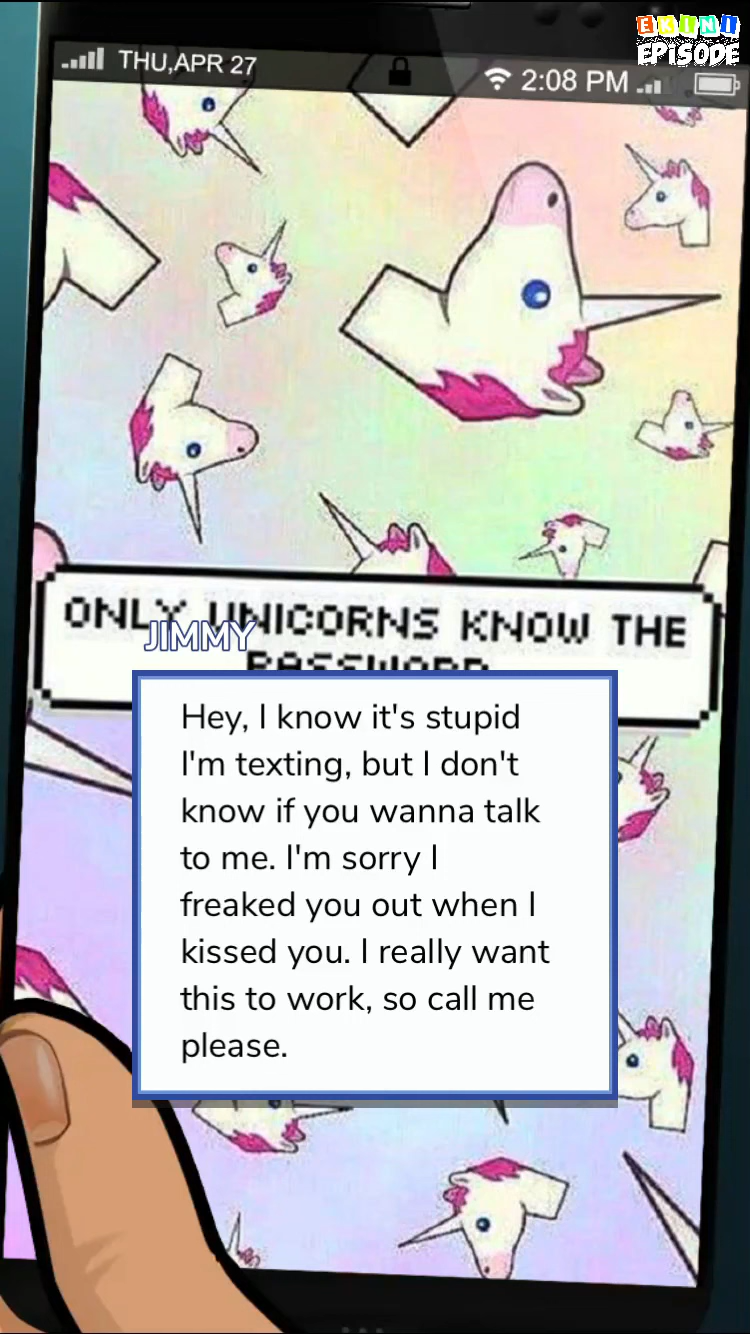 EKINI
EPISODE
THU,APR 27
2:08 PM
ONLY UNICORNS KNOW THE
PASSWORD
JIMMY
Hey, I know it's stupid
I'm texting, but I don't
know if you wanna talk
to me. I'm sorry I
freaked you out when I
kissed you. I really want
this to work, so call me
please.